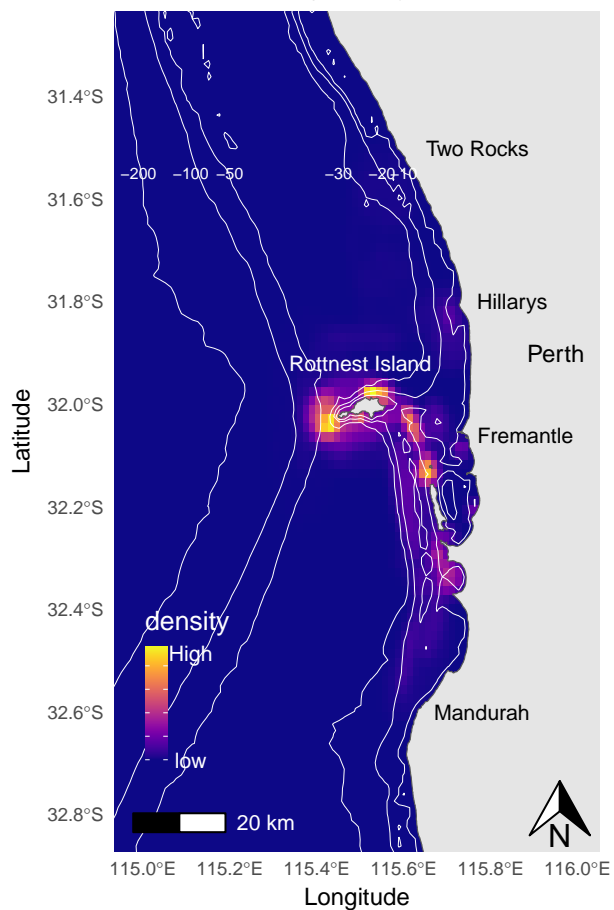 31.4°S
Two Rocks
−200 −100 −50 −30 −20 −10
31.6°S
31.8°S
Hillarys
Rottnest Island
Perth
32.0°S
Fremantle
Latitude
32.2°S
32.4°S
density
High
low
32.6°S
Mandurah
32.8°S
20 km
N
115.0°E 115.2°E 115.4°E 115.6°E 115.8°E 116.0°E
Longitude